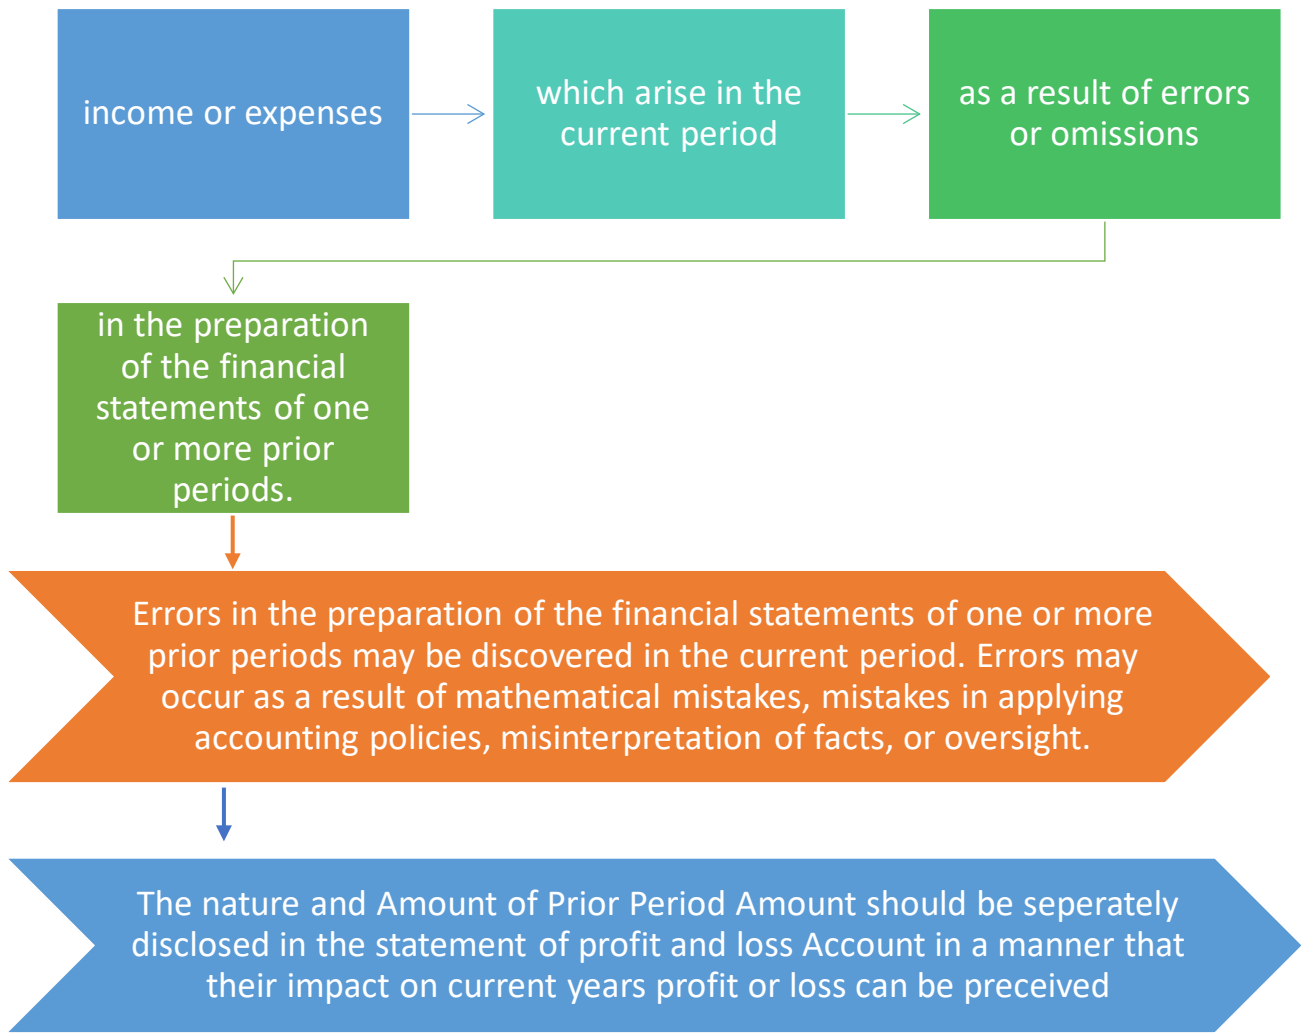 income or expenses
which arise in the
current period
as a result of errors
or omissions
in the preparation
of the financial
statements of one
or more prior
periods.
Errors in the preparation of the financial statements of one or more
prior periods may be discovered in the current period. Errors may
occur as a result of mathematical mistakes, mistakes in applying
accounting policies, misinterpretation of facts, or oversight.
The nature and Amount of Prior Period Amount should be seperately
disclosed in the statement of profit and loss Account in a manner that
their impact on current years profit or loss can be preceived